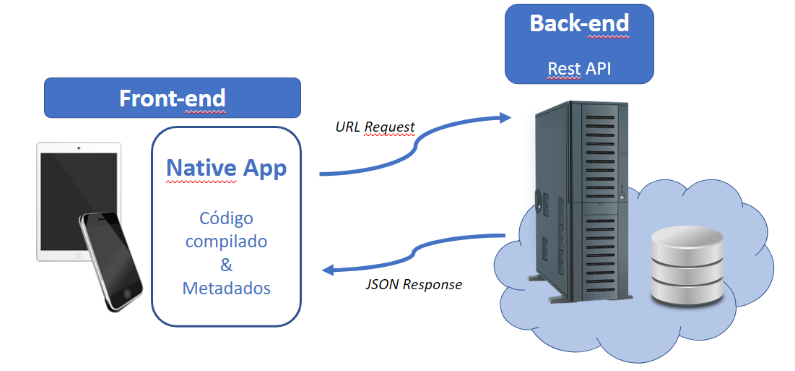 Back-end
Rest API
Front-end
URL Request
Native App
Código
compilado
&
Metadados
JSON Response